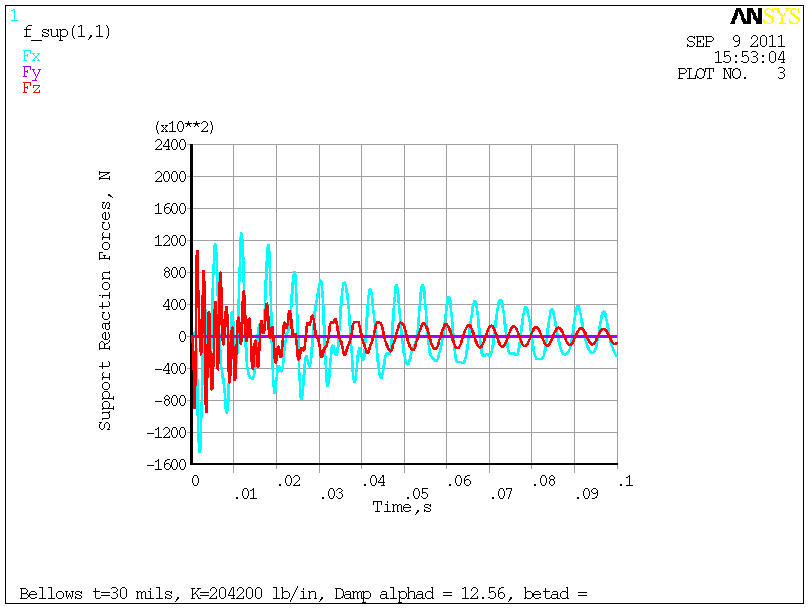 1
f_sup(1,1)
Fx
Fy
Fz
ANSYS
SEP 9 2011
15:53:04
PLOT NO. 3
(x10**2)
2400
2000
1600
1200
800
400
0
-400
-800
-1200
-1600
Support Reaction Forces, N
0 .02 .04 .06 .08 .1
.01 .03 .05 .07 .09
Time,s
Bellows t=30 mils, K=204200 lb/in, Damp alphad = 12.56, betad =